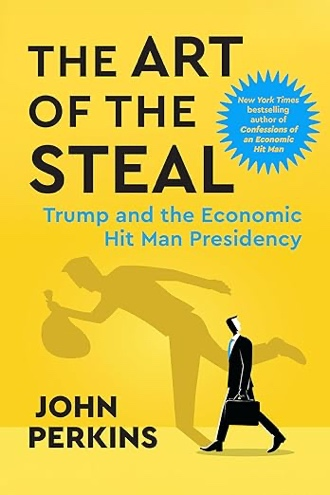 THE ART
OF THE
STEAL
New York Times
bestselling
author of
Confessions of
an Economic
Hit Man
Trump and the Economic
Hit Man Presidency
JOHN
PERKINS